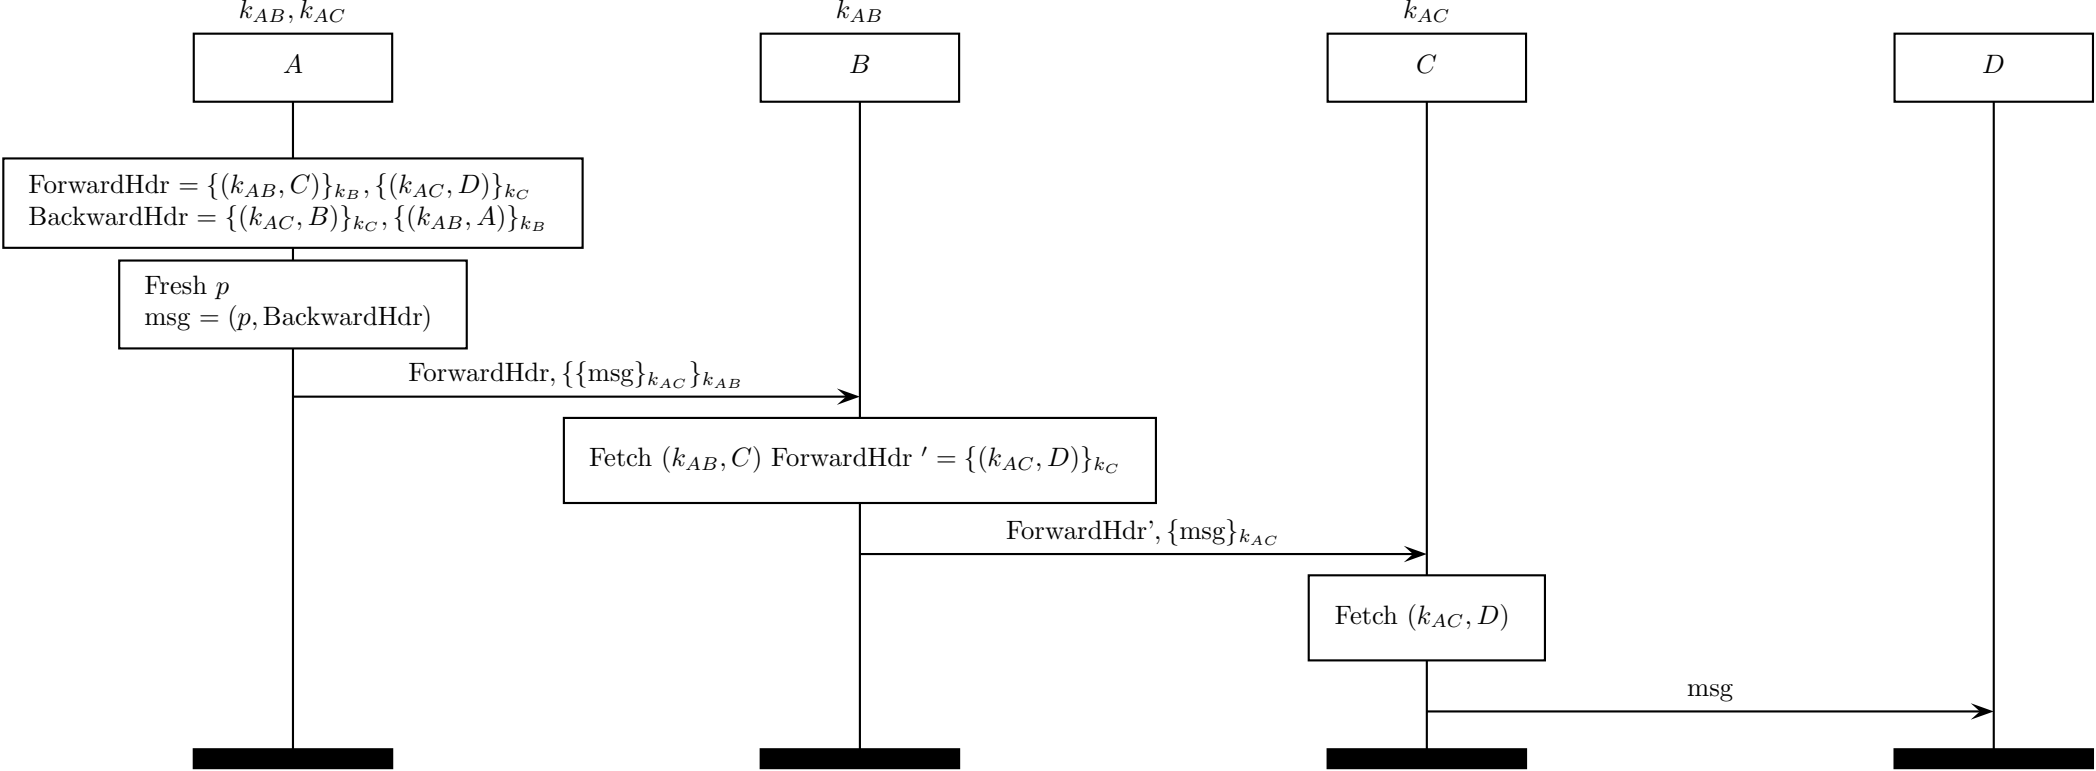 k_{AB}, k_{AC}
k_{AB}
k_{AC}
A
B
C
D
ForwardHdr = {(k_{AB}, C)}_{k_B}, {(k_{AC}, D)}_{k_C}
BackwardHdr = {(k_{AC}, B)}_{k_C}, {(k_{AB}, A)}_{k_B}
Fresh p
msg = (p, BackwardHdr)
ForwardHdr, {{msg}_{k_{AC}}}_{k_{AB}}
Fetch (k_{AB}, C) ForwardHdr ′ = {(k_{AC}, D)}_{k_C}
ForwardHdr', {msg}_{k_{AC}}
Fetch (k_{AC}, D)
msg